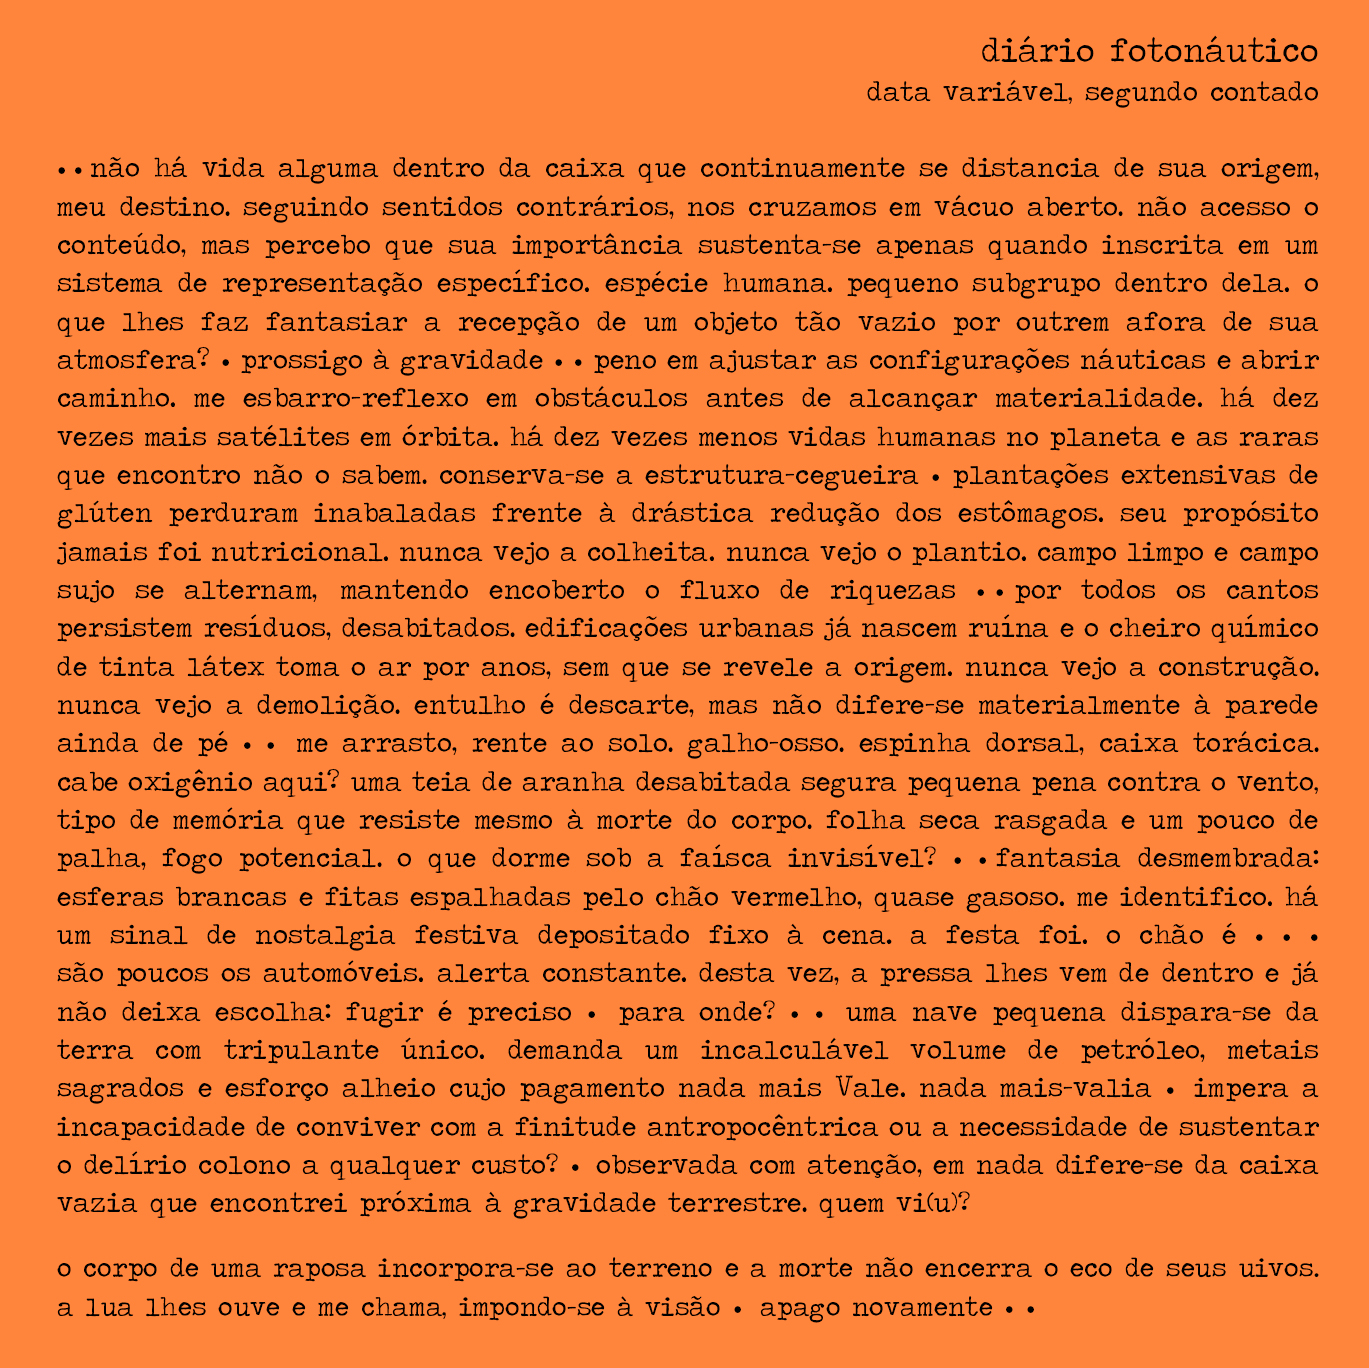 diário fotonáutico
data variável, segundo contado
• • não há vida alguma dentro da caixa que continuamente se distancia de sua origem,
meu destino. seguindo sentidos contrários, nos cruzamos em vácuo aberto. não acesso o
conteúdo, mas percebo que sua importância sustenta-se apenas quando inscrita em um
sistema de representação específico. espécie humana. pequeno subgrupo dentro dela. o
que lhes faz fantasiar a recepção de um objeto tão vazio por outrem afora de sua
atmosfera? • prossigo à gravidade • • peno em ajustar as configurações náuticas e abrir
caminho. me esbarro-reflexo em obstáculos antes de alcançar materialidade. há dez
vezes mais satélites em órbita. há dez vezes menos vidas humanas no planeta e as raras
que encontro não o sabem. conserva-se a estrutura-cegueira • plantações extensivas de
glúten perduram inabaladas frente à drástica redução dos estômagos. seu propósito
jamais foi nutricional. nunca vejo a colheita. nunca vejo o plantio. campo limpo e campo
sujo se alternam, mantendo encoberto o fluxo de riquezas • • por todos os cantos
persistem resíduos, desabitados. edificações urbanas já nascem ruína e o cheiro químico
de tinta látex toma o ar por anos, sem que se revele a origem. nunca vejo a construção.
nunca vejo a demolição. entulho é descarte, mas não difere-se materialmente à parede
ainda de pé • • me arrasto, rente ao solo. galho-osso. espinha dorsal, caixa torácica.
cabe oxigênio aqui? uma teia de aranha desabitada segura pequena pena contra o vento,
tipo de memória que resiste mesmo à morte do corpo. folha seca rasgada e um pouco de
palha, fogo potencial. o que dorme sob a faísca invisível? • • fantasia desmembrada:
esferas brancas e fitas espalhadas pelo chão vermelho, quase gasoso. me identifico. há
um sinal de nostalgia festiva depositado fixo à cena. a festa foi. o chão é • • •
são poucos os automóveis. alerta constante. desta vez, a pressa lhes vem de dentro e já
não deixa escolha: fugir é preciso • para onde? • • uma nave pequena dispara-se da
terra com tripulante único. demanda um incalculável volume de petróleo, metais
sagrados e esforço alheio cujo pagamento nada mais Vale. nada mais-valia • impera a
incapacidade de conviver com a finitude antropocêntrica ou a necessidade de sustentar
o delírio colono a qualquer custo? • observada com atenção, em nada difere-se da caixa
vazia que encontrei próxima à gravidade terrestre. quem vi(u)?
o corpo de uma raposa incorpora-se ao terreno e a morte não encerra o eco de seus uivos.
a lua lhes ouve e me chama, impondo-se à visão • apago novamente • •